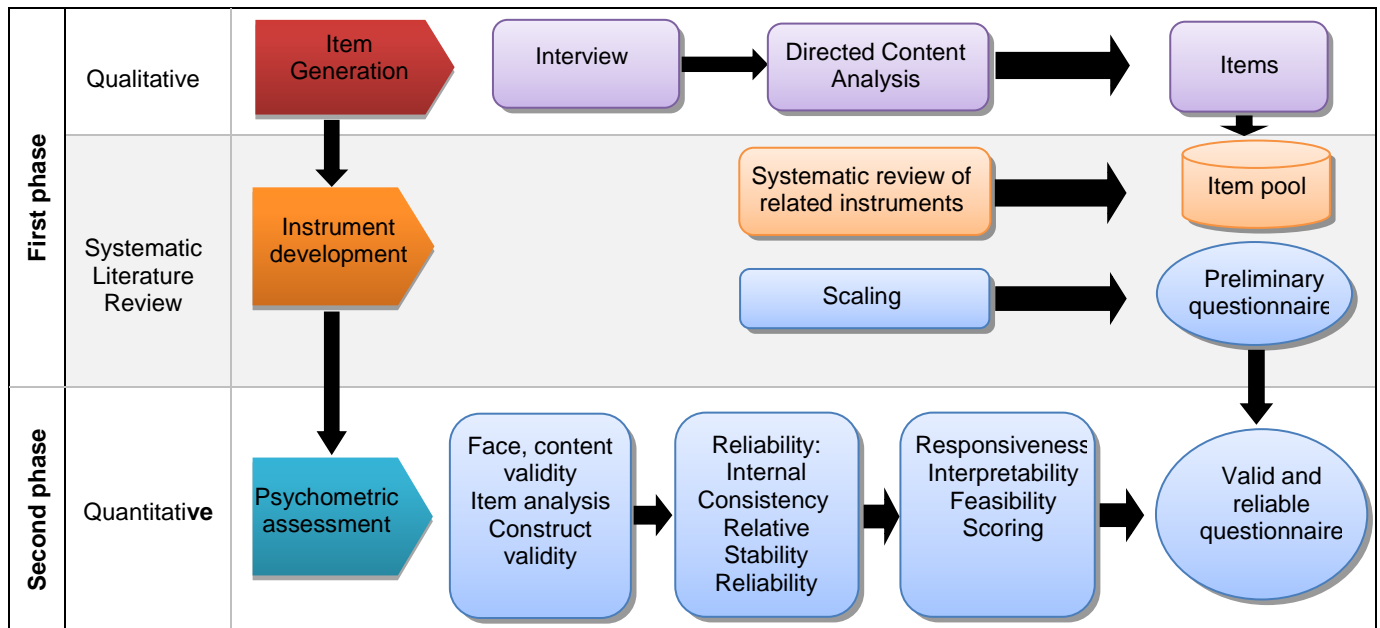 First phase
Qualitative
Item
Generation
Interview
Directed Content
Analysis
Items
Systematic
Literature
Review
Instrument
development
Systematic review of
related instruments
Item pool
Scaling
Preliminary
questionnaire
Second phase
Quantitative
Psychometric
assessment
Face, content
validity
Item analysis
Construct
validity
Reliability:
Internal
Consistency
Relative
Stability
Reliability
Responsiveness
Interpretability
Feasibility
Scoring
Valid and
reliable
questionnaire